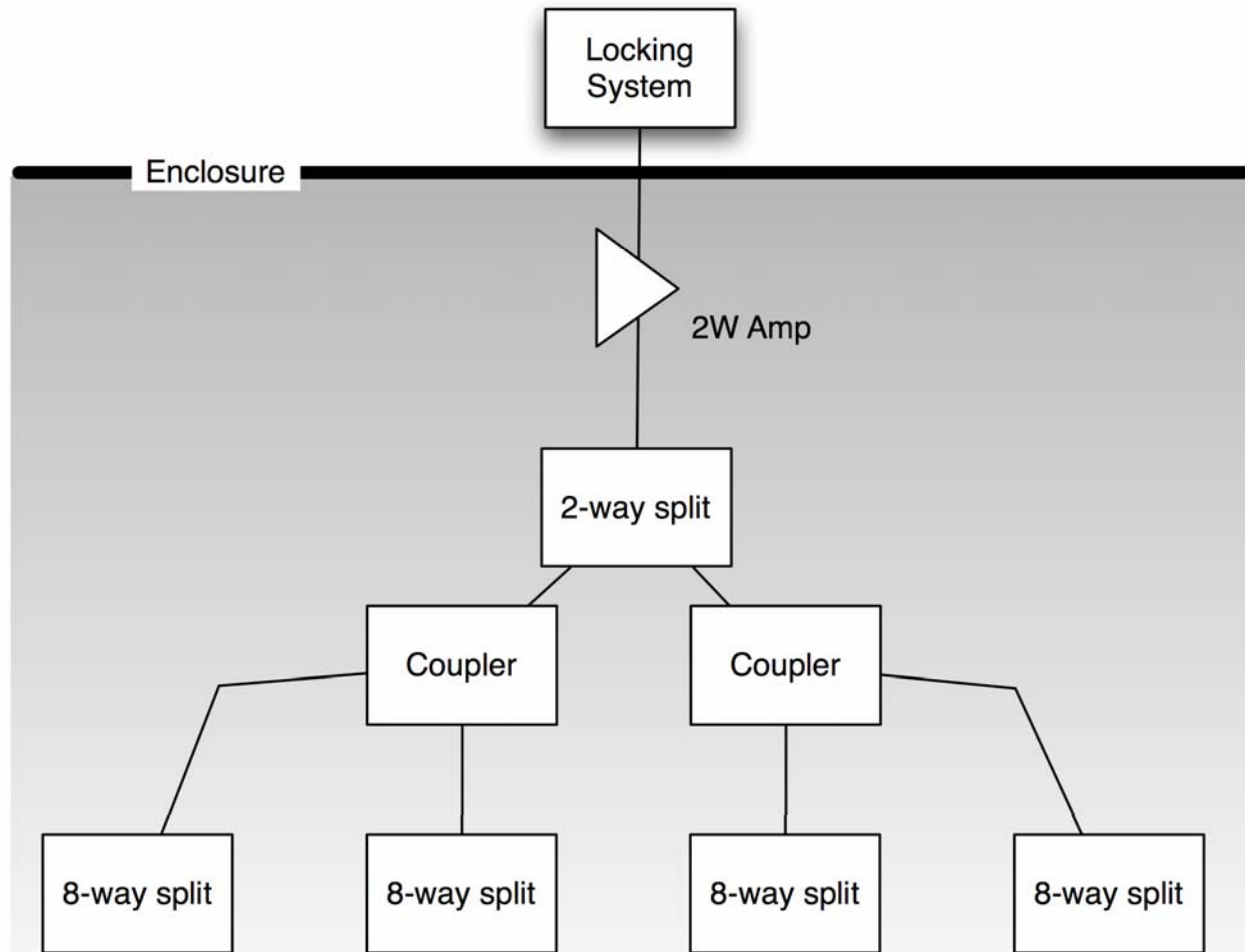 Locking
System
Enclosure
2W Amp
2-way split
Coupler
Coupler
8-way split
8-way split
8-way split
8-way split